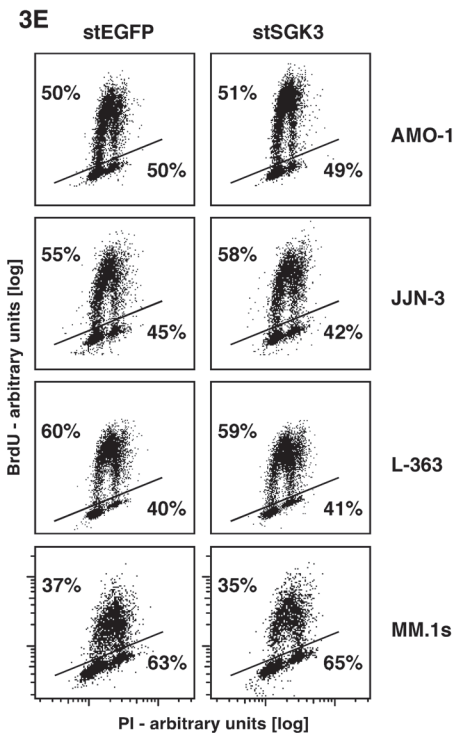 3E
stEGFP
stSGK3
50%
50%
51%
49%
AMO-1
55%
45%
58%
42%
JJN-3
60%
40%
59%
41%
L-363
37%
63%
35%
65%
MM.1s
BrdU - arbitrary units [log]
PI - arbitrary units [log]